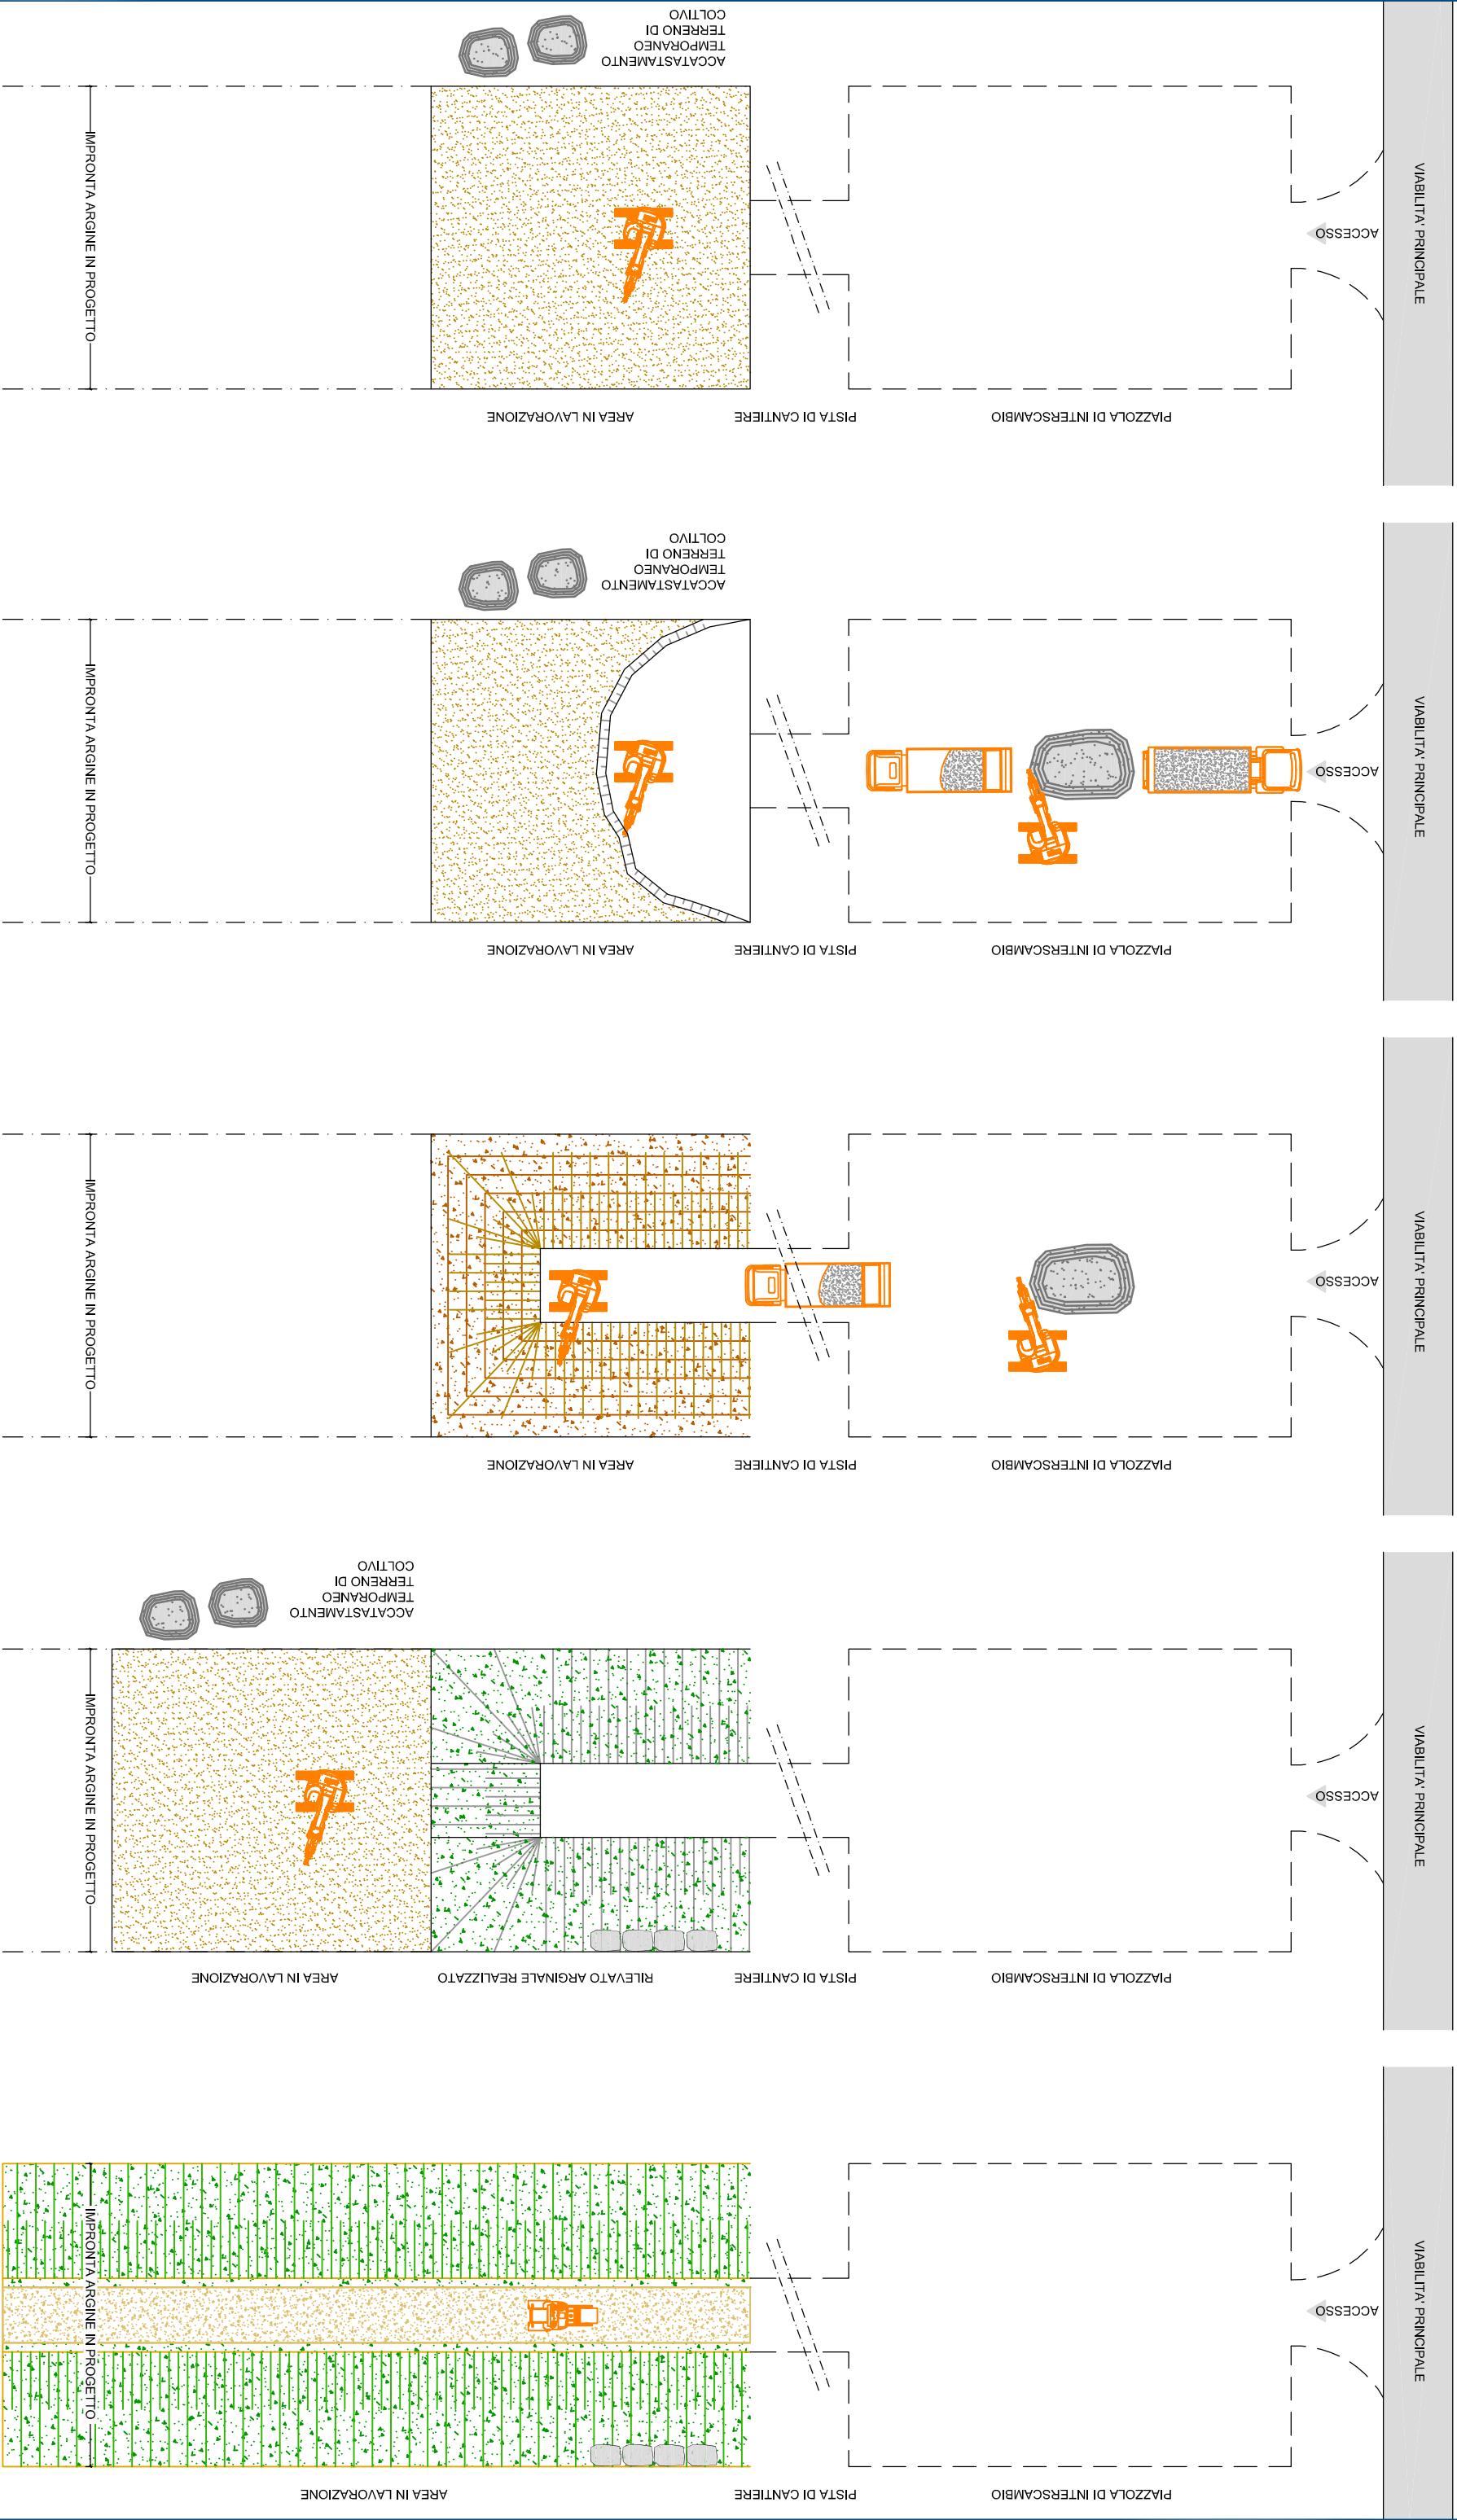 ACCATASTAMENTO
TEMPORANEO
TERRENO DI
COLTIVO
IMPRONTA ARGINE IN PROGETTO
VIABILITA' PRINCIPALE
ACCESSO
PIAZZOLA DI INTERSCAMBIO
PISTA DI CANTIERE
AREA IN LAVORAZIONE
ACCATASTAMENTO
TEMPORANEO
TERRENO DI
COLTIVO
IMPRONTA ARGINE IN PROGETTO
VIABILITA' PRINCIPALE
ACCESSO
PIAZZOLA DI INTERSCAMBIO
PISTA DI CANTIERE
AREA IN LAVORAZIONE
IMPRONTA ARGINE IN PROGETTO
VIABILITA' PRINCIPALE
ACCESSO
PIAZZOLA DI INTERSCAMBIO
PISTA DI CANTIERE
AREA IN LAVORAZIONE
ACCATASTAMENTO
TEMPORANEO
TERRENO DI
COLTIVO
IMPRONTA ARGINE IN PROGETTO
VIABILITA' PRINCIPALE
ACCESSO
PIAZZOLA DI INTERSCAMBIO
PISTA DI CANTIERE
RILEVATO ARGINALE REALIZZATO
AREA IN LAVORAZIONE
IMPRONTA ARGINE IN PROGETTO
VIABILITA' PRINCIPALE
ACCESSO
PIAZZOLA DI INTERSCAMBIO
PISTA DI CANTIERE
AREA IN LAVORAZIONE